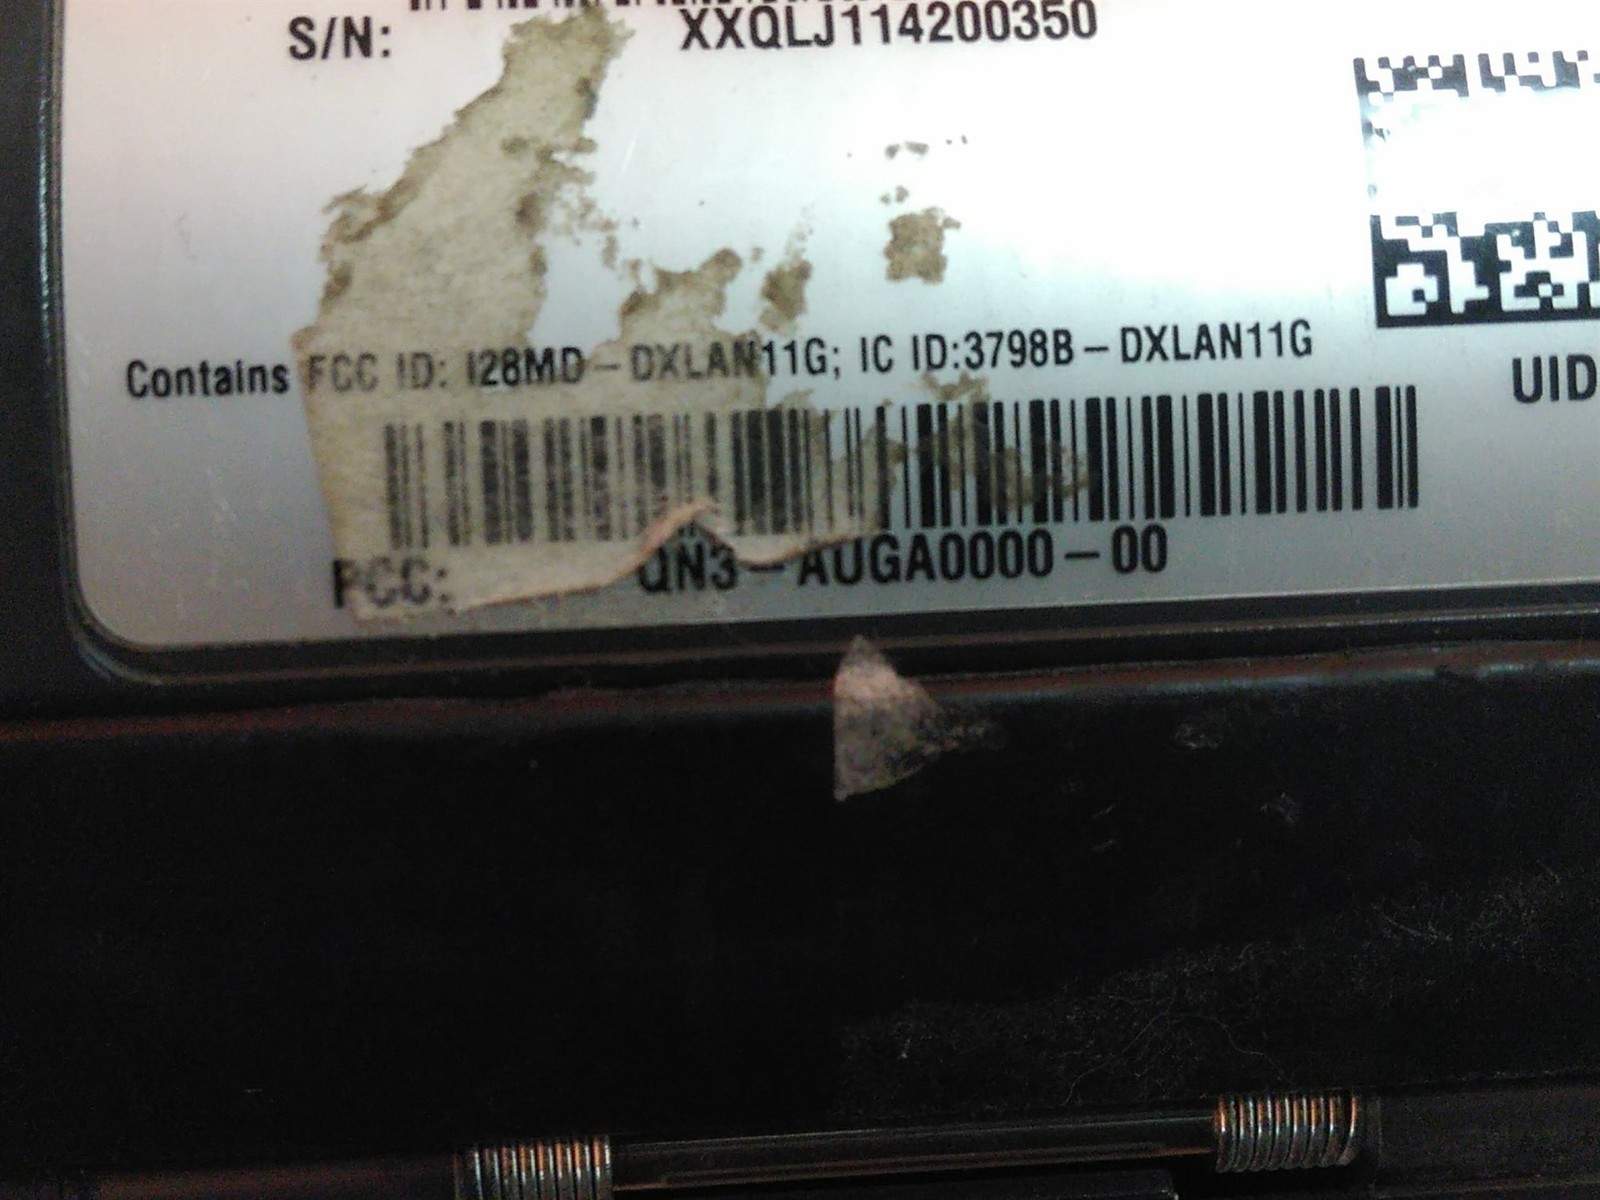 S/N: XXQLJ114200350
Contains FCC ID: I28MD-DXLAN11G; IC ID:3798B-DXLAN11G
UID
PCC: QN3-AUGA0000-00